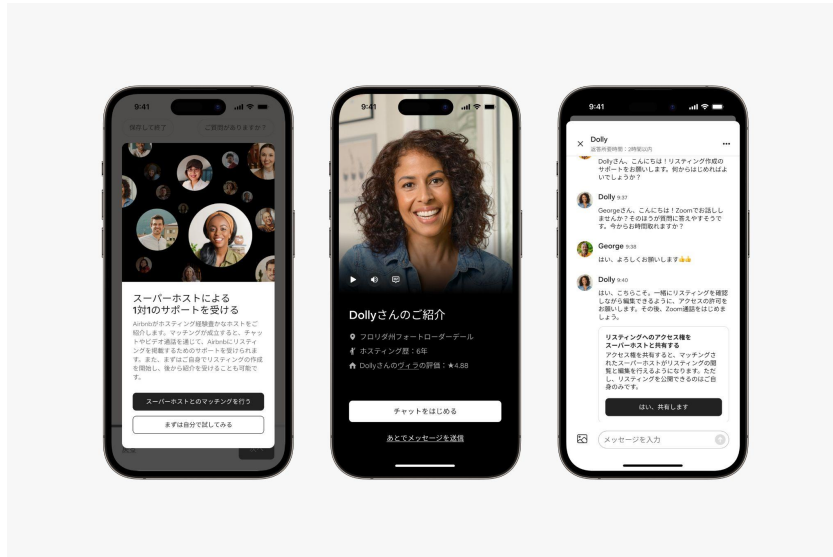 9:41
保存して終了
ご質問がありますか?
スーパーホストによる
1対1のサポートを受ける
Airbnbがホスティング経験豊かなホストをご
紹介します。マッチングが成立すると、チャッ
トやビデオ通話を通じて、Airbnbにリスティ
ングを掲載するためのサポートを受けられま
す。また、まずはご自身でリスティングの作成
を開始し、後から紹介を受けることも可能で
す。
スーパーホストとのマッチングを行う
まずは自分で試してみる
9:41
Dollyさんのご紹介
フロリダ州フォートローダーデール
ホスティング歴:6年
Dollyさんのヴィラの評価:★4.88
チャットをはじめる
あとでメッセージを送信
9:41
Dolly
返答所要時間:2時間以内
Dollyさん、こんにちは!リスティング作成の
サポートをお願いします。何からはじめればよ
いでしょうか?
Dolly 9:37
Georgeさん、こんにちは!Zoomでお話しし
ませんか?そのほうが質問に答えやすそうで
す。今からお時間取れますか?
George 9:38
はい、よろしくお願いします👍👍
Dolly 9:40
はい、こちらこそ。一緒にリスティングを確認
しながら編集できるように、アクセスの許可を
お願いします。その後、Zoom通話をはじめま
しょう。
リスティングへのアクセス権を
スーパーホストと共有する
アクセス権を共有すると、マッチングさ
れたスーパーホストがリスティングの閲
覧と編集を行えるようになります。ただ
し、リスティングを公開できるのはご自
身のみです。
はい、共有します
メッセージを入力